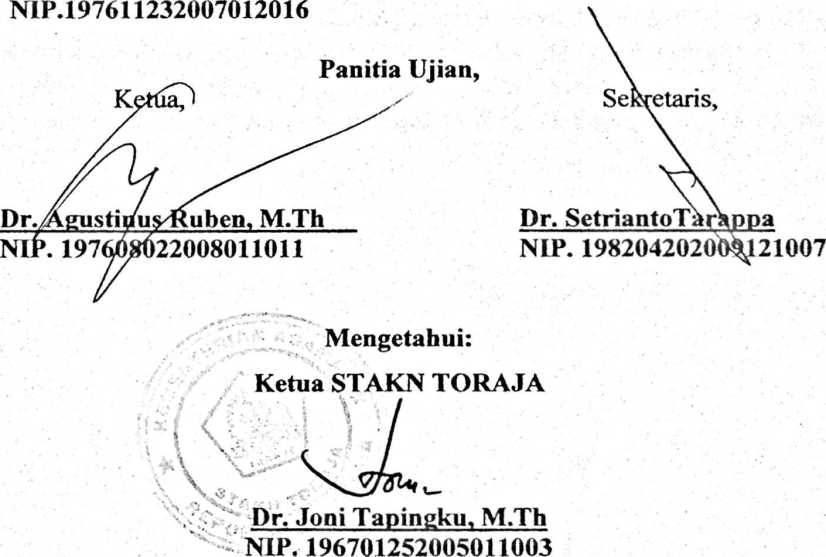 NIP.197611232007012016
Panitia Ujian,
Ketua, Sekretaris,
Dr. Agustinus Ruben, M.Th Dr. SetriantoTarappa
NIP. 197608022008011011 NIP. 198204202009121007
Mengetahui:
Ketua STAKN TORAJA
Dr. Joni Tapingku, M.Th
NIP. 196701252005011003